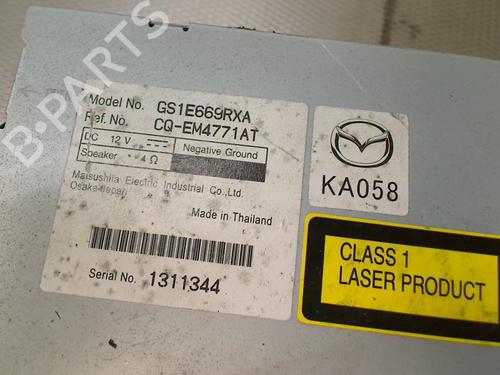 B-PARTS
Model No. GS1E669RXA
Ref. No. CQ-EM4771AT
DC 12 V
Negative Ground
Speaker 4 Ω
Matsushita Electric Industrial Co.,Ltd.
Osaka Japan
Made in Thailand
Serial No. 1311344
KA058
CLASS 1
LASER PRODUCT